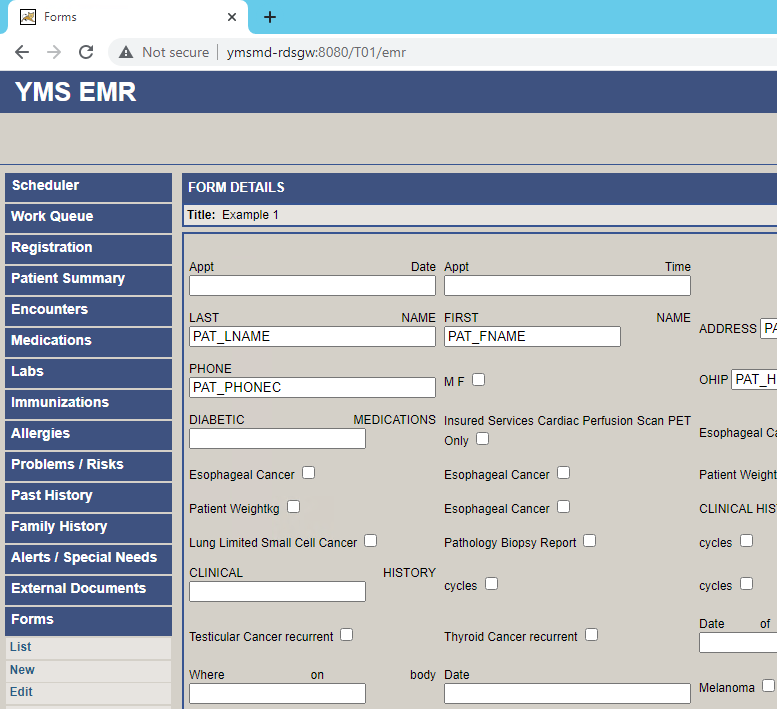 Forms
Not secure ymsmd-rdsgw:8080/T01/emr
YMS EMR
Scheduler
Work Queue
Registration
Patient Summary
Encounters
Medications
Labs
Immunizations
Allergies
Problems / Risks
Past History
Family History
Alerts / Special Needs
External Documents
Forms
List
New
Edit
FORM DETAILS
Title: Example 1
Appt Date Appt Time
LAST NAME FIRST NAME
PAT_LNAME PAT_FNAME ADDRESS PA
PHONE
PAT_PHONEC M F OHIP PAT_H
DIABETIC MEDICATIONS Insured Services Cardiac Perfusion Scan PET
Only Esophageal Ca
Esophageal Cancer Esophageal Cancer Patient Weight
Patient Weightkg Esophageal Cancer CLINICAL HIS
Lung Limited Small Cell Cancer Pathology Biopsy Report cycles
CLINICAL HISTORY cycles cycles
Testicular Cancer recurrent Thyroid Cancer recurrent Date of
Where on body Date Melanoma